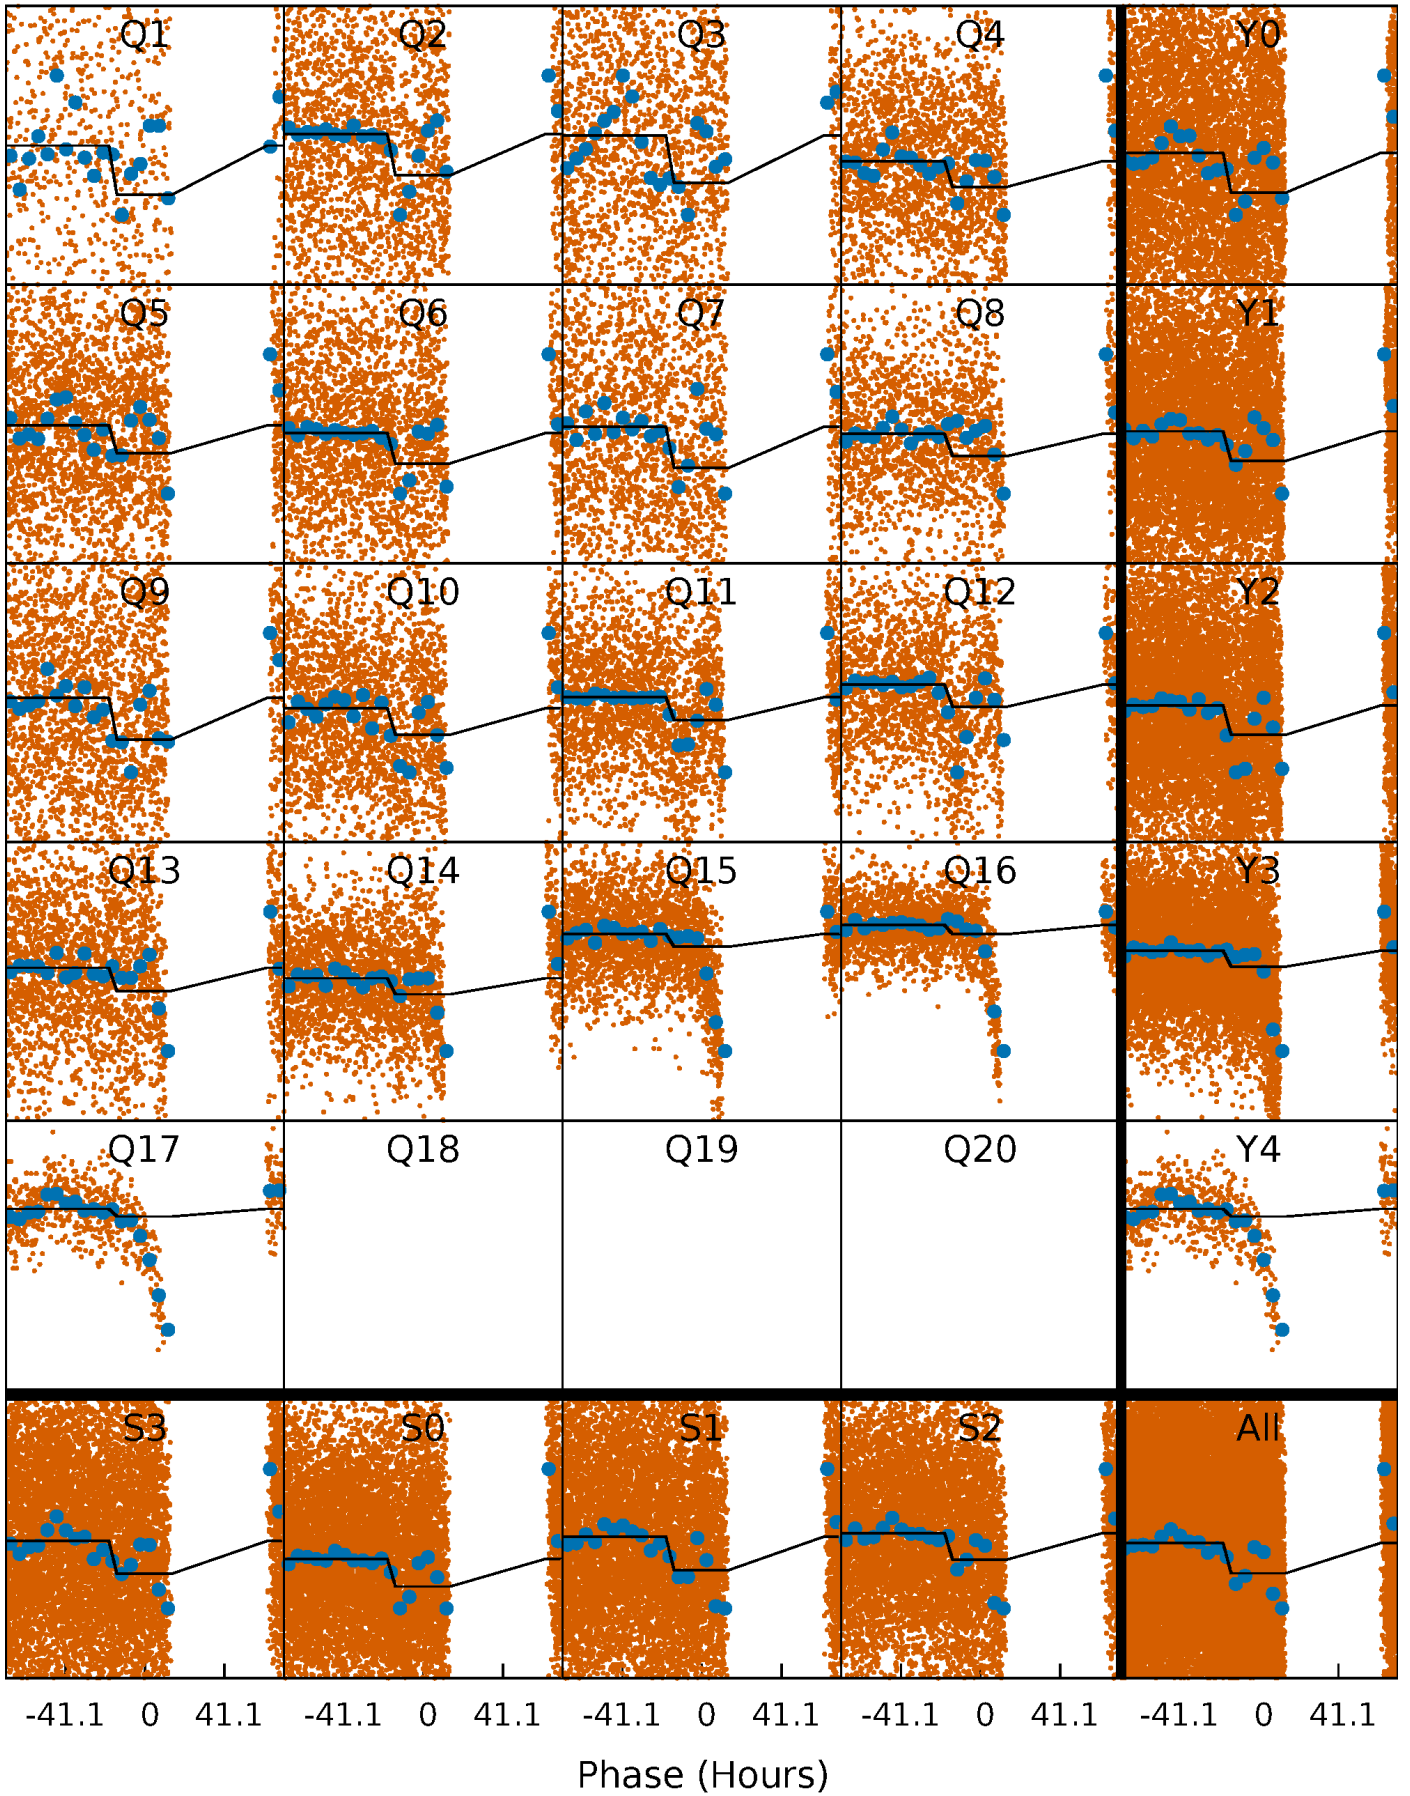 Q1 Q2 Q3 Q4 Y0
Q5 Q6 Q7 Q8 Y1
Q9 Q10 Q11 Q12 Y2
Q13 Q14 Q15 Q16 Y3
Q17 Q18 Q19 Q20 Y4
S3 S0 S1 S2 All
-41.1 0 41.1 -41.1 0 41.1 -41.1 0 41.1 -41.1 0 41.1 -41.1 0 41.1
Phase (Hours)